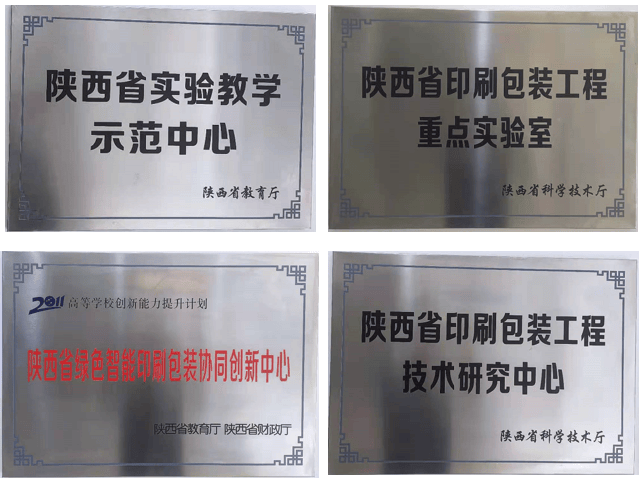 陕西省实验教学
示范中心
陕西省教育厅
陕西省印刷包装工程
重点实验室
陕西省科学技术厅
2011 高等学校创新能力提升计划
陕西省绿色智能印刷包装协同创新中心
陕西省教育厅 陕西省财政厅
陕西省印刷包装工程
技术研究中心
陕西省科学技术厅